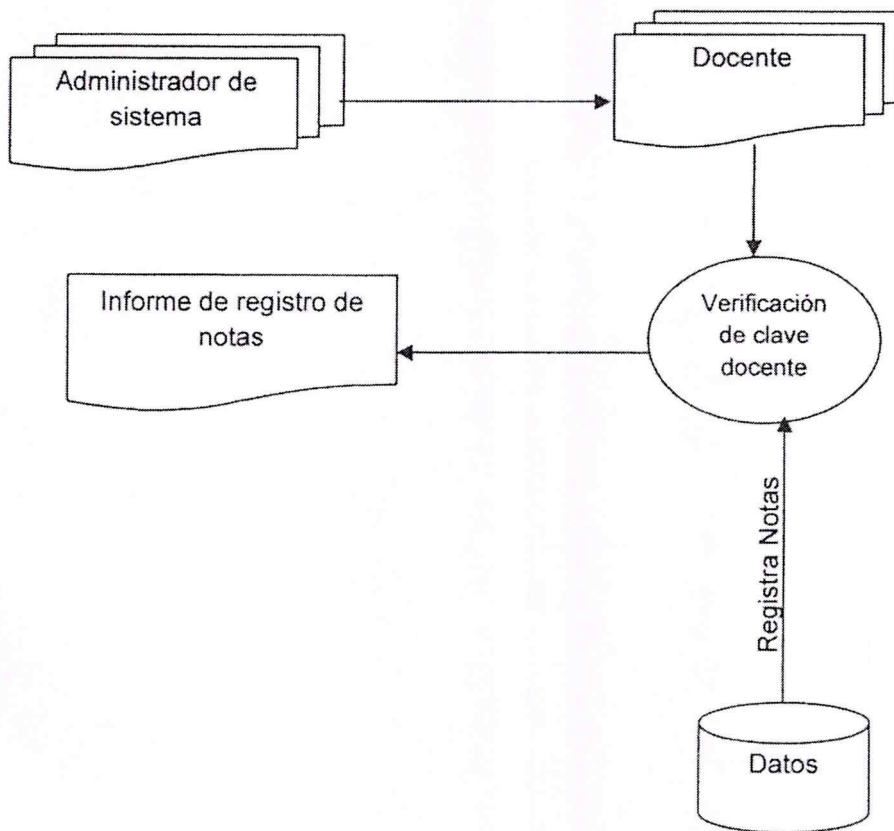 Administrador de
sistema
Docente
Informe de registro de
notas
Verificación
de clave
docente
Registra Notas
Datos